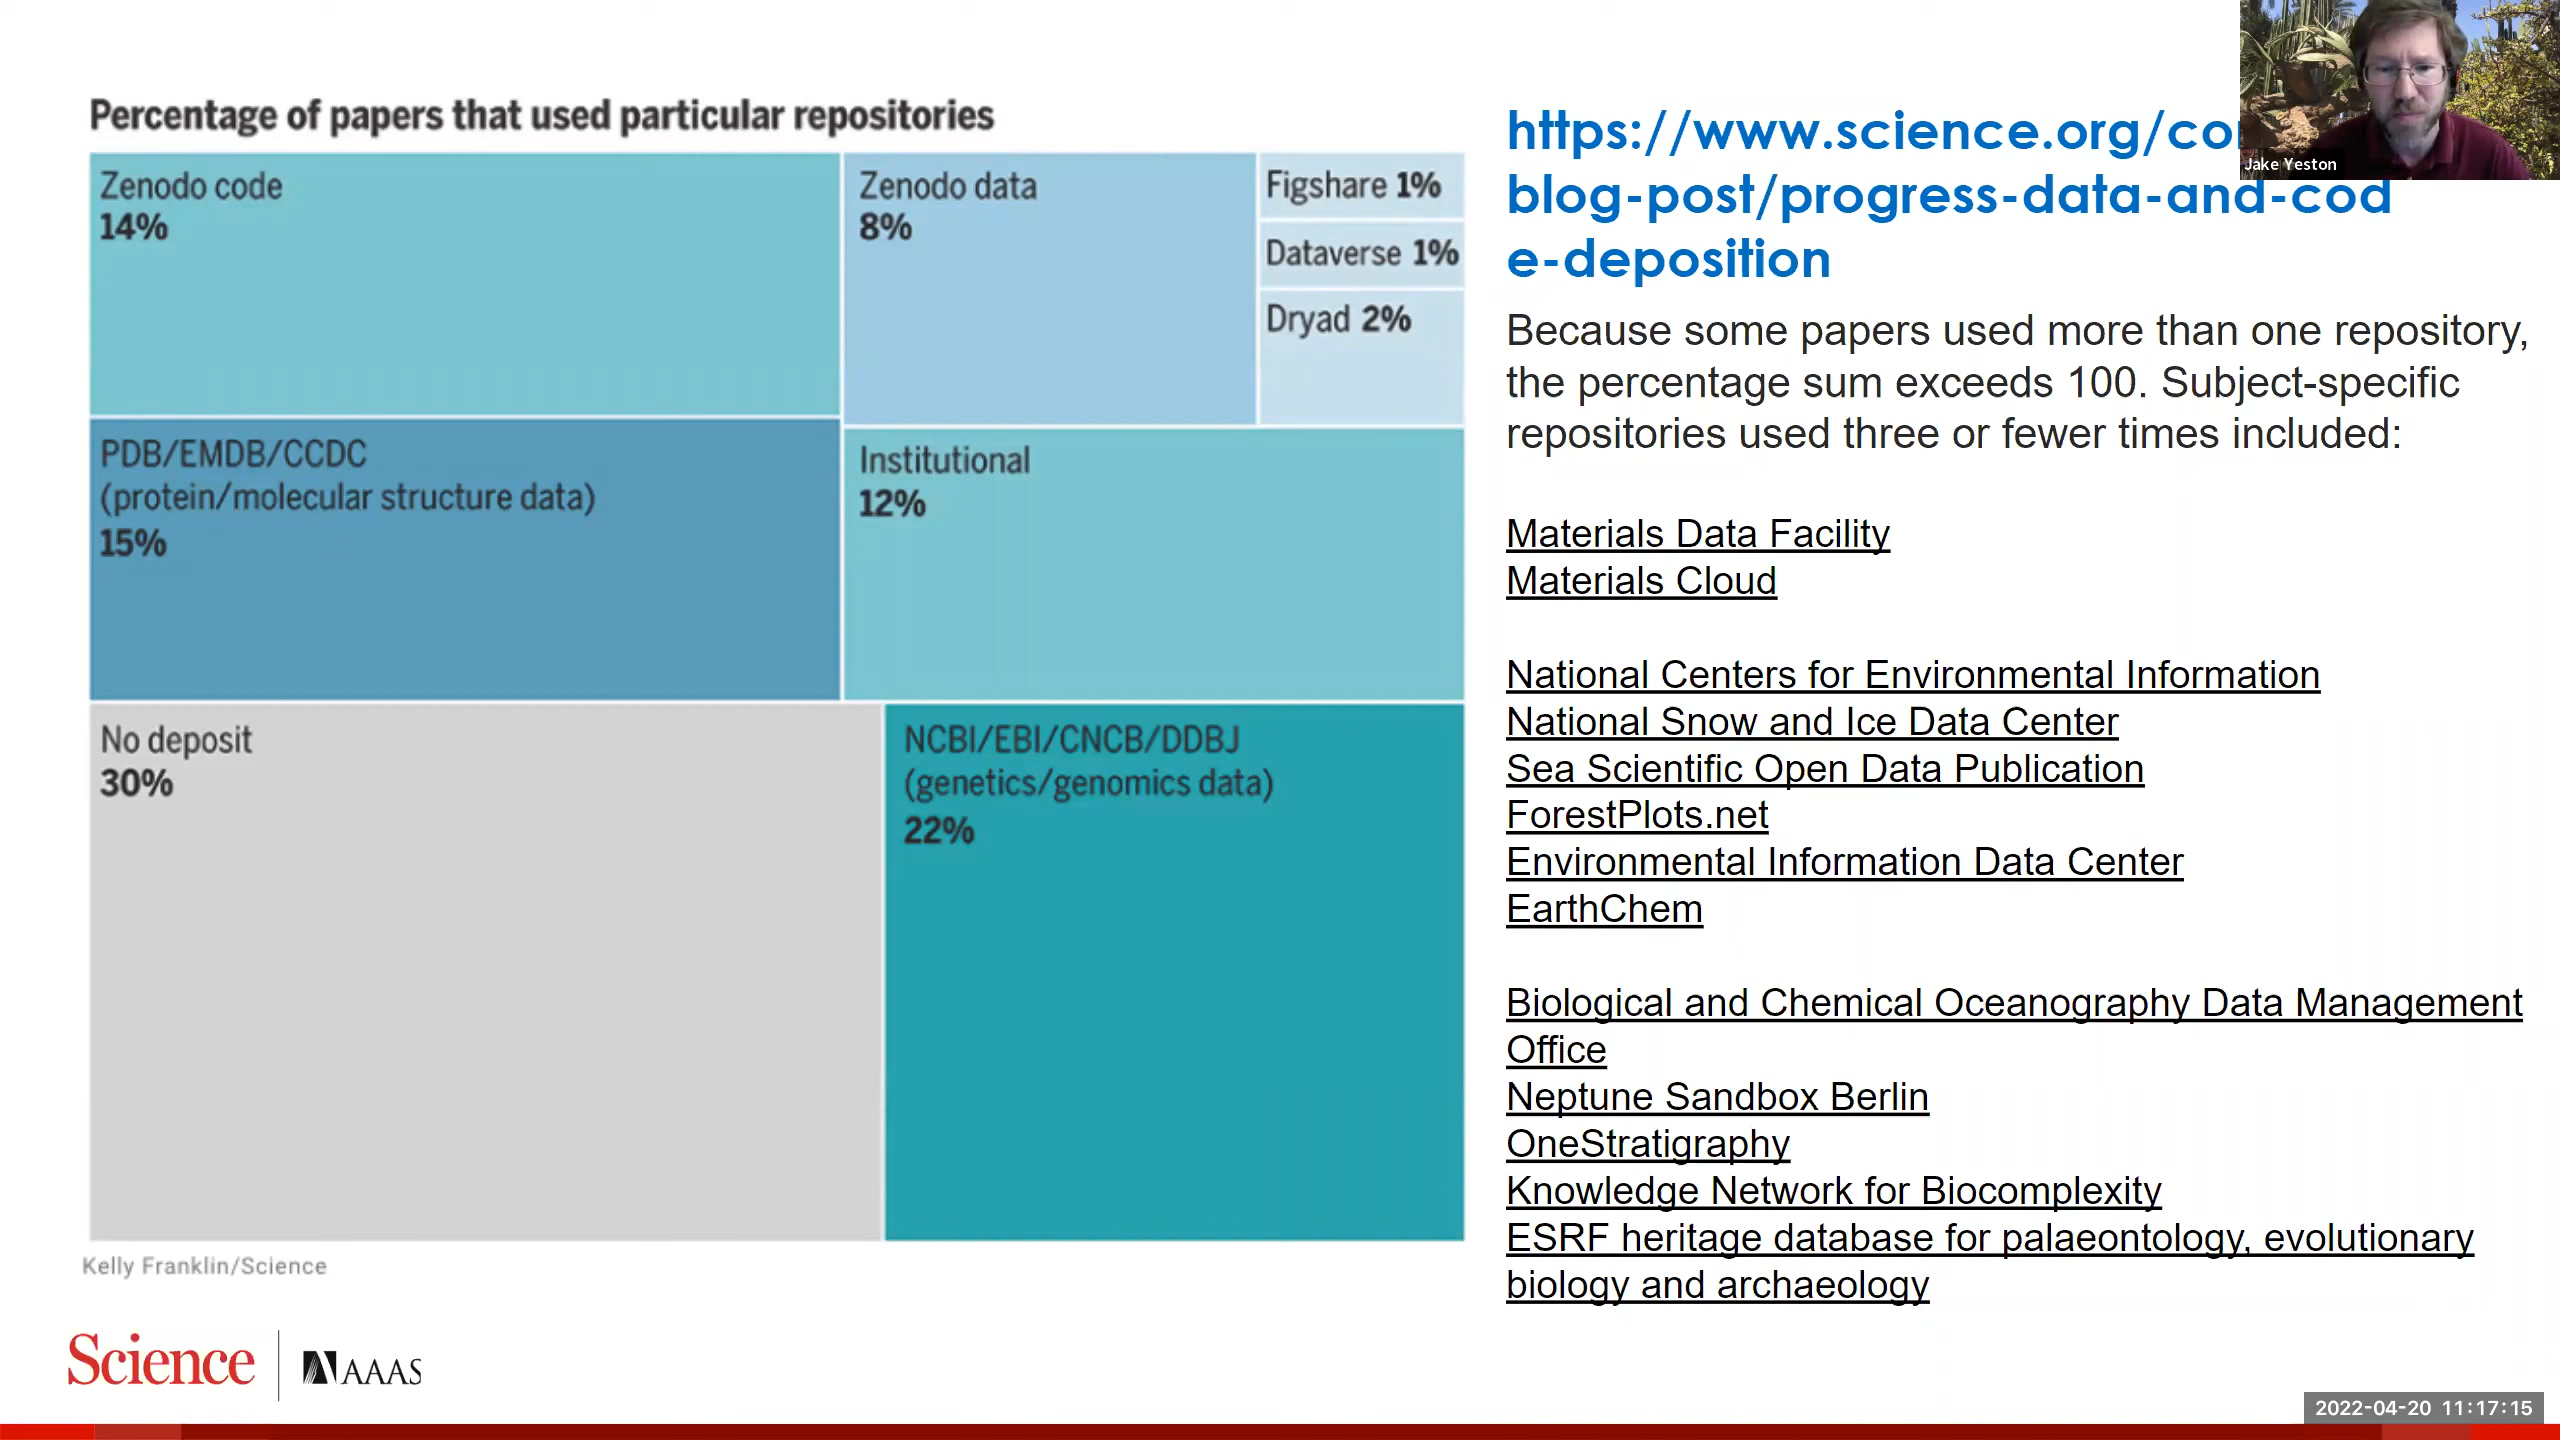 Percentage of papers that used particular repositories
Zenodo code
14%
Zenodo data
8%
Figshare 1%
Dataverse 1%
Dryad 2%
PDB/EMDB/CCDC
(protein/molecular structure data)
15%
Institutional
12%
No deposit
30%
NCBI/EBI/CNCB/DDBJ
(genetics/genomics data)
22%
Kelly Franklin/Science
Science
AAAS
https://www.science.org/co
blog-post/progress-data-and-cod
e-deposition
Jake Yeston
Because some papers used more than one repository,
the percentage sum exceeds 100. Subject-specific
repositories used three or fewer times included:
Materials Data Facility
Materials Cloud
National Centers for Environmental Information
National Snow and Ice Data Center
Sea Scientific Open Data Publication
ForestPlots.net
Environmental Information Data Center
EarthChem
Biological and Chemical Oceanography Data Management
Office
Neptune Sandbox Berlin
OneStratigraphy
Knowledge Network for Biocomplexity
ESRF heritage database for palaeontology, evolutionary
biology and archaeology
2022-04-20 11:17:15